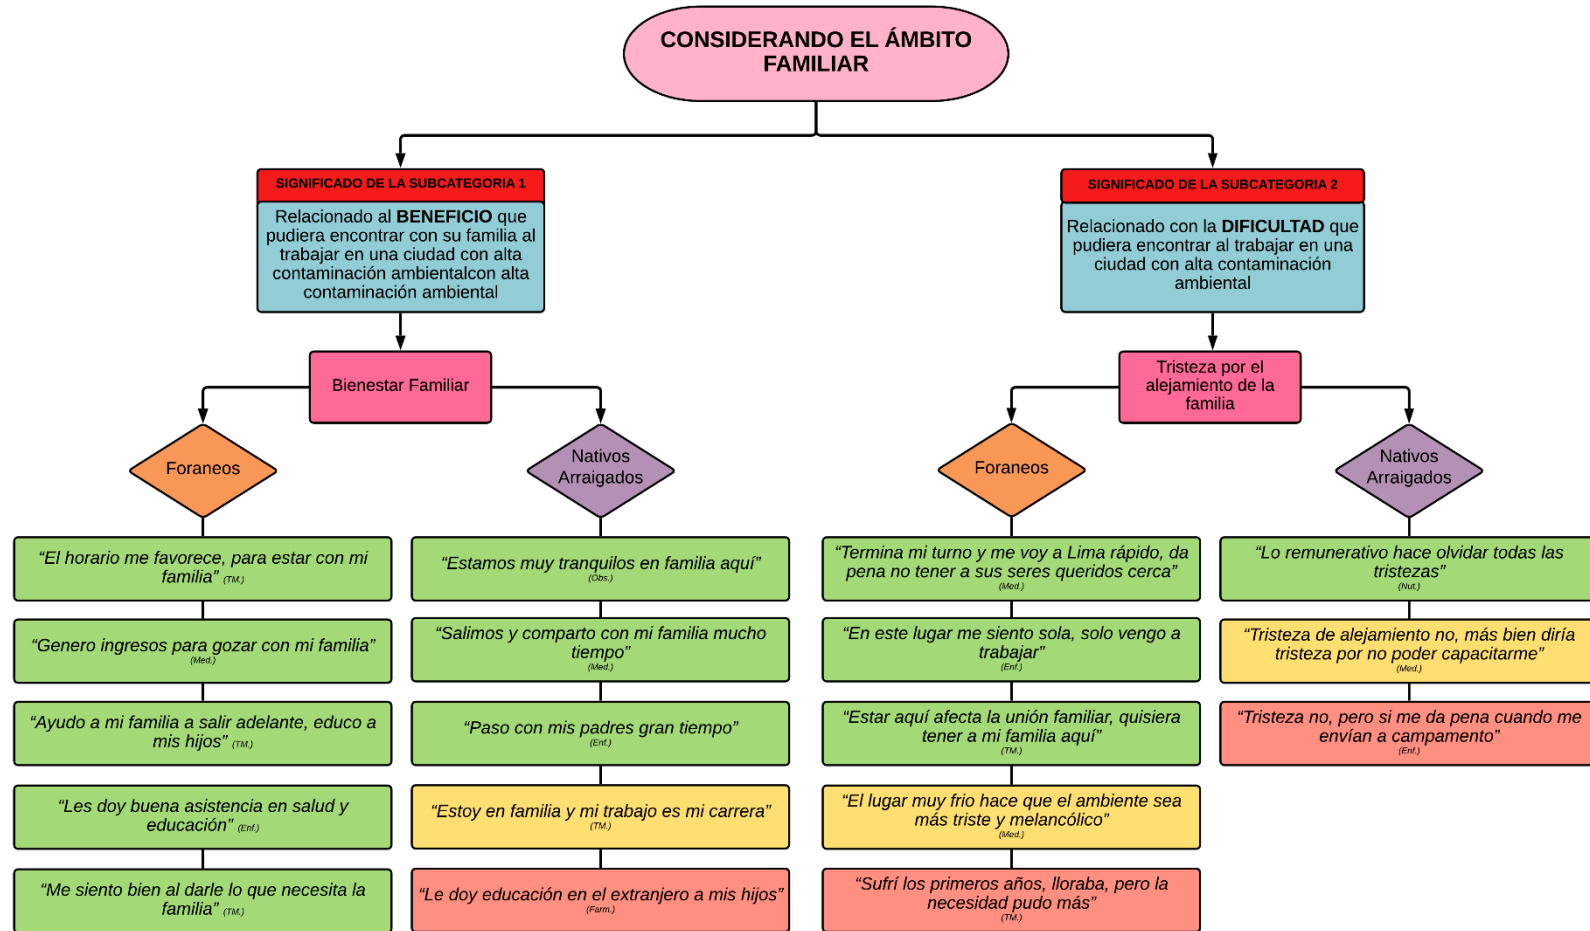 CONSIDERANDO EL ÁMBITO
FAMILIAR
SIGNIFICADO DE LA SUBCATEGORIA 1
Relacionado al BENEFICIO que
pudiera encontrar con su familia al
trabajar en una ciudad con alta
contaminación ambientalcon alta
contaminación ambiental
Bienestar Familiar
Foraneos
“El horario me favorece, para estar con mi
familia” (TM.)
“Genero ingresos para gozar con mi familia”
(Med.)
“Ayudo a mi familia a salir adelante, educo a
mis hijos” (TM.)
“Les doy buena asistencia en salud y
educación” (Enf.)
“Me siento bien al darle lo que necesita la
familia” (TM.)
Nativos
Arraigados
“Estamos muy tranquilos en familia aquí”
(Obs.)
“Salimos y comparto con mi familia mucho
tiempo”
(Med.)
“Paso con mis padres gran tiempo”
(Enf.)
“Estoy en familia y mi trabajo es mi carrera”
(TM.)
“Le doy educación en el extranjero a mis hijos”
(Farm.)
SIGNIFICADO DE LA SUBCATEGORIA 2
Relacionado con la DIFICULTAD que
pudiera encontrar al trabajar en una
ciudad con alta contaminación
ambiental
Tristeza por el
alejamiento de la
familia
Foraneos
“Termina mi turno y me voy a Lima rápido, da
pena no tener a sus seres queridos cerca”
(Med.)
“En este lugar me siento sola, solo vengo a
trabajar”
(Enf.)
“Estar aquí afecta la unión familiar, quisiera
tener a mi familia aquí”
(TM.)
“El lugar muy frio hace que el ambiente sea
más triste y melancólico”
(Med.)
“Sufrí los primeros años, lloraba, pero la
necesidad pudo más”
(TM.)
Nativos
Arraigados
“Lo remunerativo hace olvidar todas las
tristezas”
(Nut.)
“Tristeza de alejamiento no, más bien diría
tristeza por no poder capacitarme”
(Med.)
“Tristeza no, pero si me da pena cuando me
envían a campamento”
(Enf.)